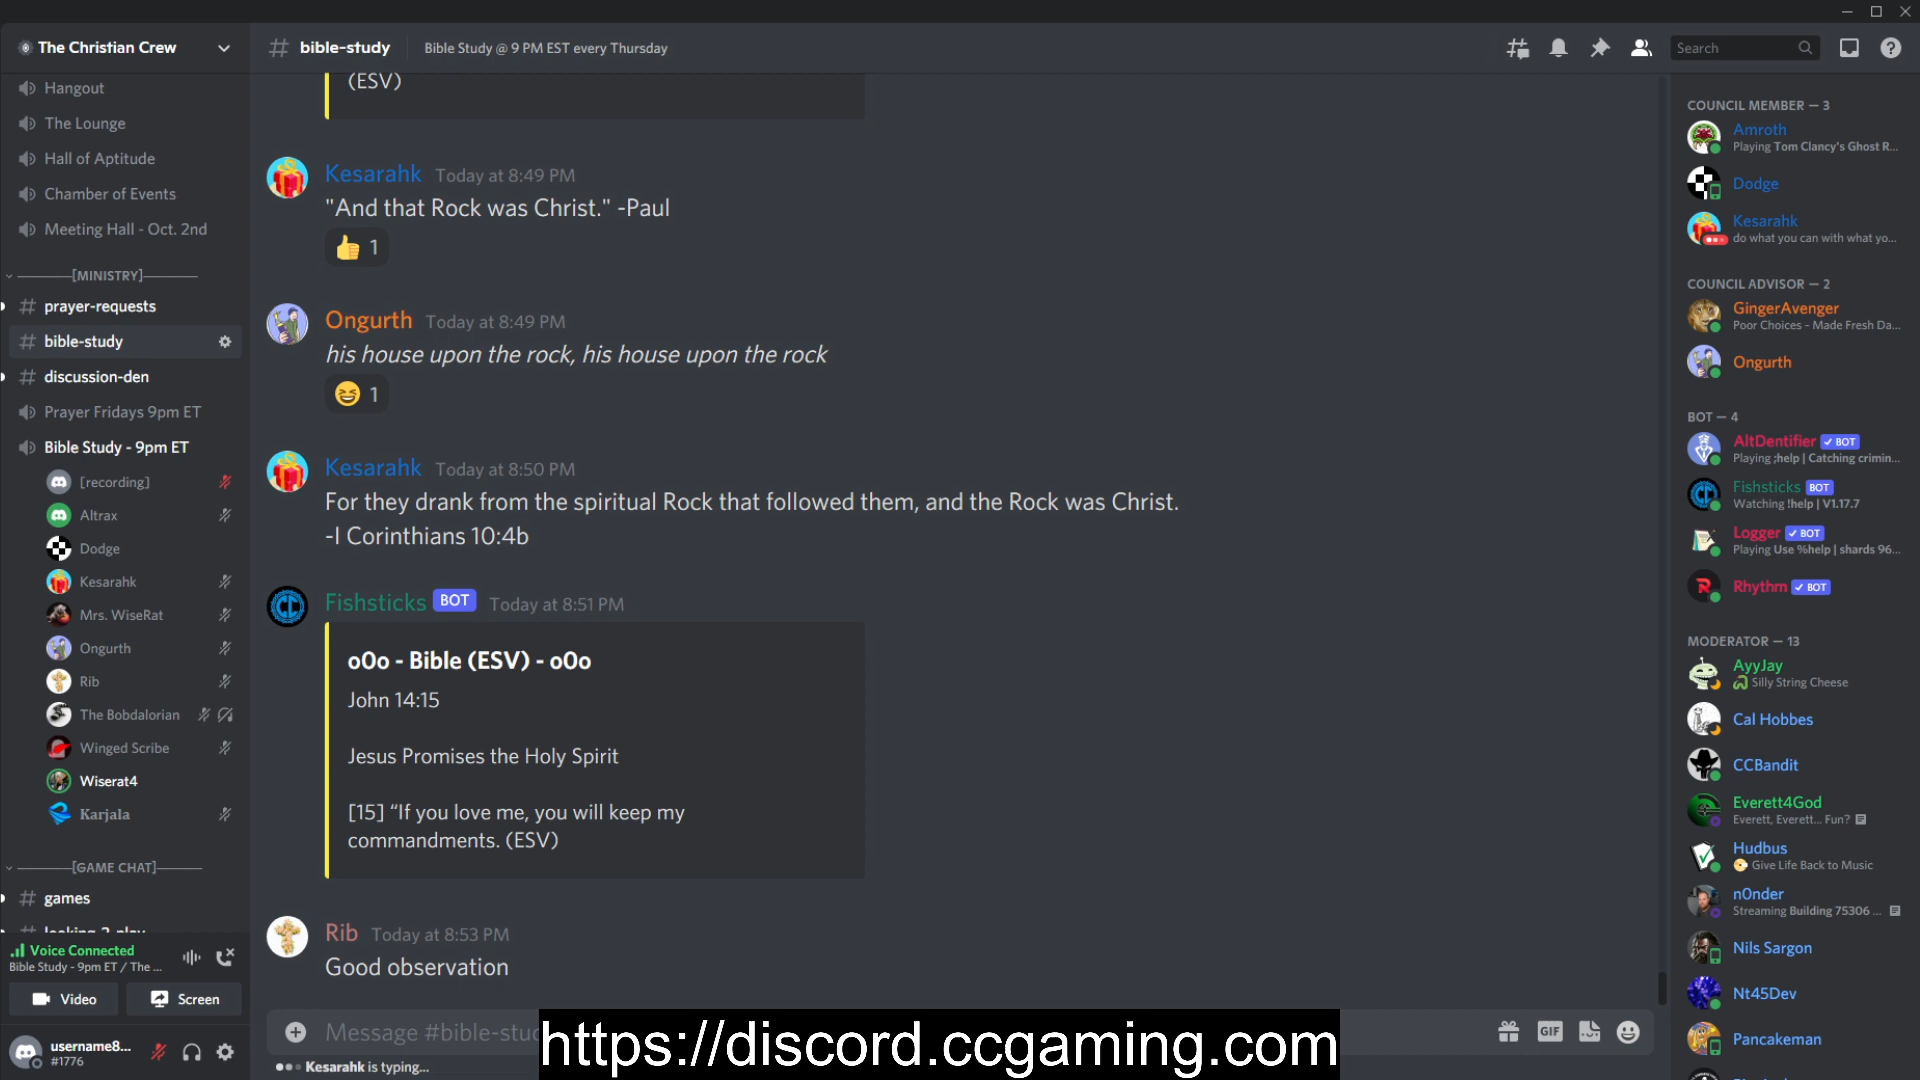 The Christian Crew
Hangout
The Lounge
Hall of Aptitude
Chamber of Events
Meeting Hall - Oct. 2nd
[MINISTRY]
prayer-requests
bible-study
discussion-den
Prayer Fridays 9pm ET
Bible Study - 9pm ET
[recording]
Altrax
Dodge
Kesarahk
Mrs. WiseRat
Ongurth
Rib
The Bobdalorian
Winged Scribe
Wiserat4
Karjala
[GAME CHAT]
games
looking-2-play
Voice Connected
Bible Study - 9pm ET / The ...
Video
Screen
username8...
#1776
bible-study
Bible Study @ 9 PM EST every Thursday
Search
(ESV)
Kesarahk Today at 8:49 PM
"And that Rock was Christ." -Paul
1
Ongurth Today at 8:49 PM
his house upon the rock, his house upon the rock
1
Kesarahk Today at 8:50 PM
For they drank from the spiritual Rock that followed them, and the Rock was Christ.
-I Corinthians 10:4b
Fishsticks BOT Today at 8:51 PM
oOo - Bible (ESV) - oOo
John 14:15
Jesus Promises the Holy Spirit
[15] “If you love me, you will keep my
commandments. (ESV)
Rib Today at 8:53 PM
Good observation
Message #bible-stu
GIF
https://discord.ccgaming.com
Kesarahk is typing...
COUNCIL MEMBER — 3
Amroth
Playing Tom Clancy's Ghost R...
Dodge
Kesarahk
do what you can with what yo...
COUNCIL ADVISOR — 2
GingerAvenger
Poor Choices - Made Fresh Da...
Ongurth
BOT — 4
AltDentifier BOT
Playing ;help | Catching crimin...
Fishsticks BOT
Watching !help | V1.17.7
Logger BOT
Playing Use %help | shards 96...
Rhythm BOT
MODERATOR — 13
AyyJay
Silly String Cheese
Cal Hobbes
CCBandit
Everett4God
Everett, Everett... Fun?
Hudbus
Give Life Back to Music
n0nder
Streaming Building 75306 ...
Nils Sargon
Nt45Dev
Pancakeman